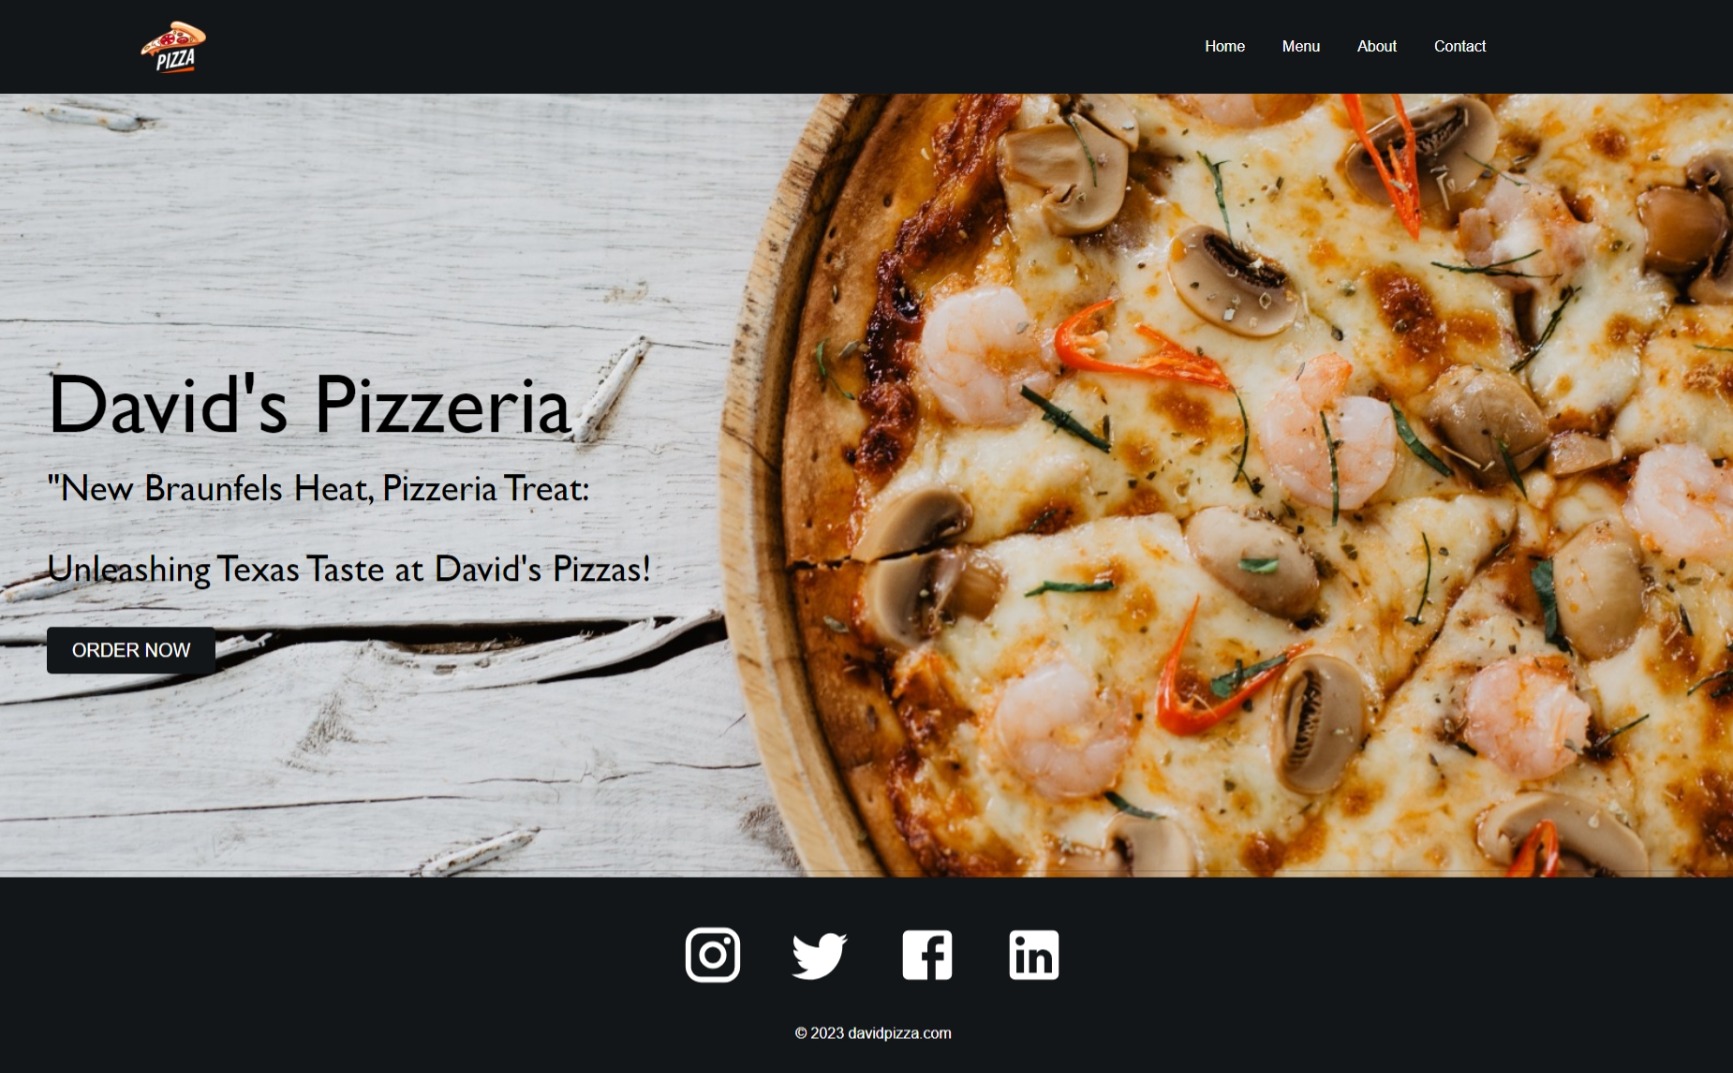 PIZZA
Home Menu About Contact
David's Pizzeria
"New Braunfels Heat, Pizzeria Treat:
Unleashing Texas Taste at David's Pizzas!
ORDER NOW
in
© 2023 davidpizza.com